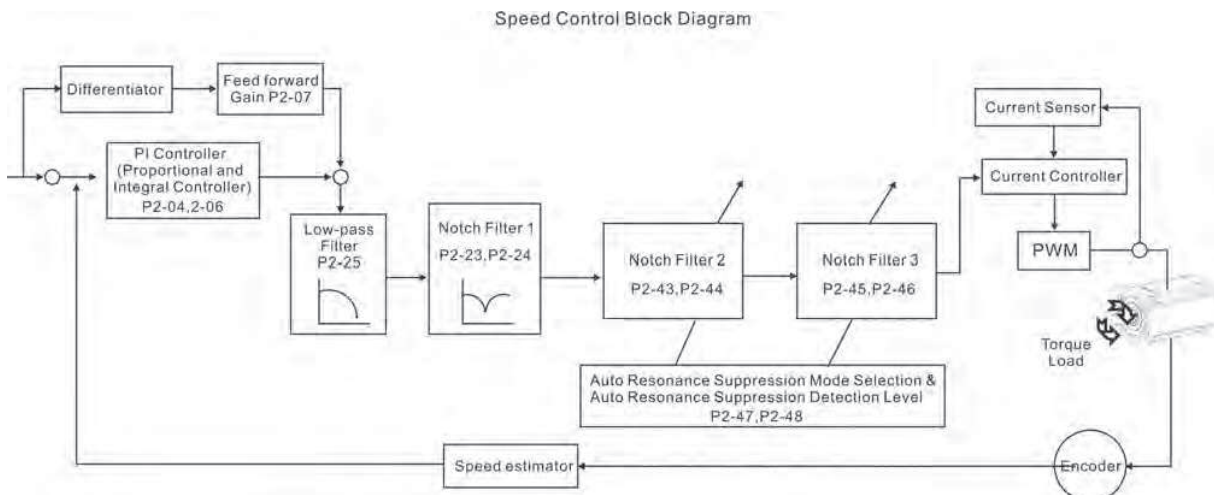 Speed Control Block Diagram
Differentiator
Feed forward
Gain P2-07
PI Controller
(Proportional and
Integral Controller)
P2-04,2-06
Low-pass
Filter
P2-25
Notch Filter 1
P2-23,P2-24
Notch Filter 2
P2-43,P2-44
Notch Filter 3
P2-45,P2-46
Current Sensor
Current Controller
PWM
Torque
Load
Auto Resonance Suppression Mode Selection &
Auto Resonance Suppression Detection Level
P2-47,P2-48
Speed estimator
Encoder